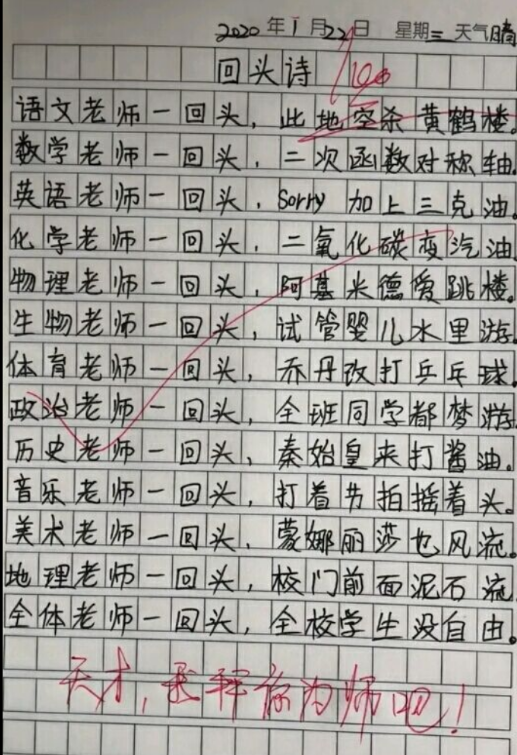 2020年1月22日 星期三 天气晴
回头诗
100
语文老师一回头，此地空余黄鹤楼。
数学老师一回头，二次函数对称轴。
英语老师一回头，Sorry加上三克油。
化学老师一回头，二氧化碳变汽油
物理老师一回头，阿基米德爱跳楼。
生物老师一回头，试管婴儿水里游。
体育老师一回头，乔丹改打乒乓球。
政治老师一回头，全班同学都梦游
历史老师一回头，秦始皇来打酱油。
音乐老师一回头，打着节拍摇着头。
美术老师一回头，蒙娜丽莎也风流。
地理老师一回头，校门前面泥石流
全体老师一回头，全校学生没自由。
天才，我拜你为师吧！